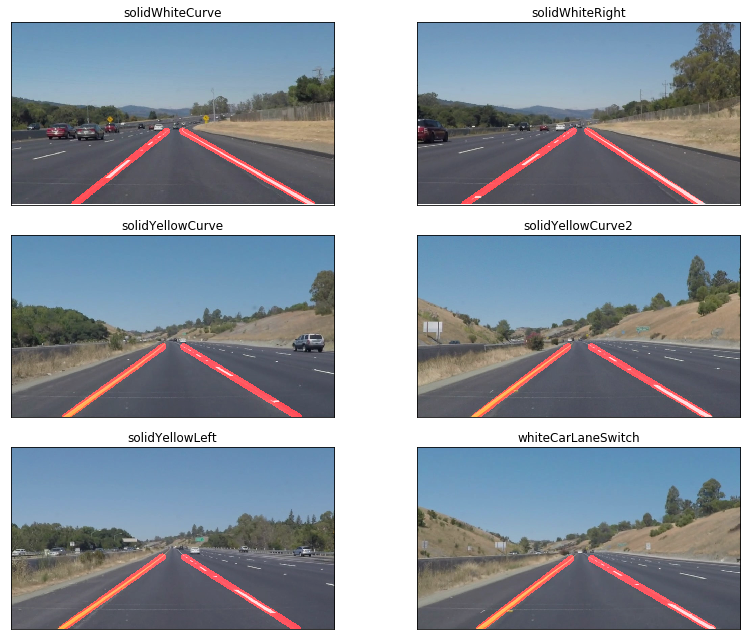 solidWhiteCurve
solidWhiteRight
solidYellowCurve
solidYellowCurve2
solidYellowLeft
whiteCarLaneSwitch